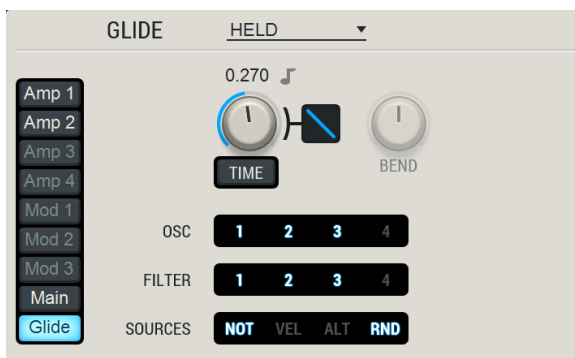 GLIDE HELD
0.270
Amp 1
Amp 2
Amp 3
Amp 4
Mod 1
Mod 2
Mod 3
Main
Glide
TIME
BEND
OSC 1 2 3 4
FILTER 1 2 3 4
SOURCES NOT VEL ALT RND